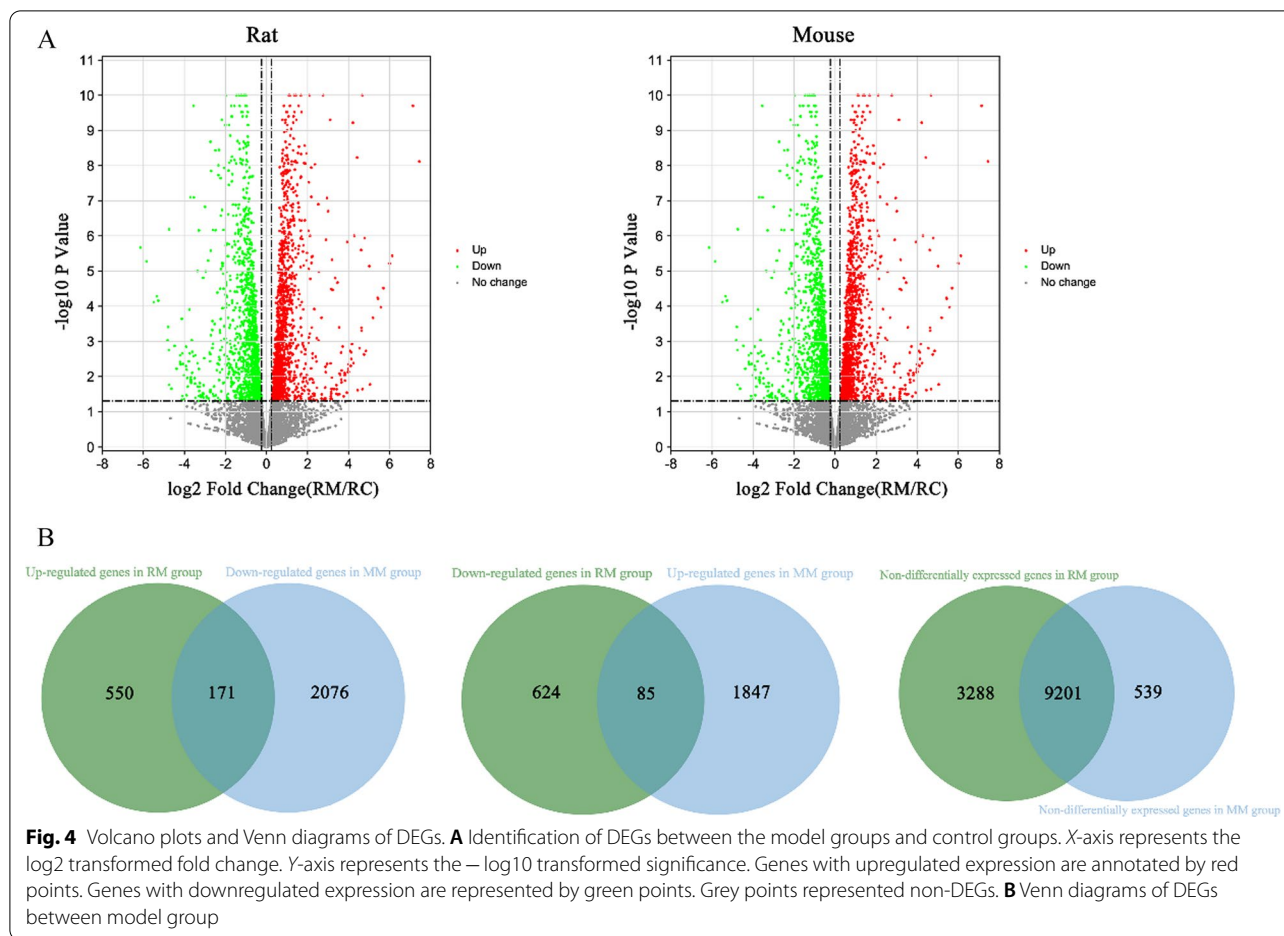 A
Rat
Mouse
11
10
9
8
7
6
5
4
3
2
1
0
-log10 P Value
-8 -6 -4 -2 0 2 4 6 8
log2 Fold Change(RM/RC)
Up
Down
No change
11
10
9
8
7
6
5
4
3
2
1
0
-log10 P Value
-8 -6 -4 -2 0 2 4 6 8
log2 Fold Change(RM/RC)
Up
Down
No change
B
Up-regulated genes in RM group
Down-regulated genes in MM group
550 171 2076
Down-regulated genes in RM group
Up-regulated genes in MM group
624 85 1847
Non-differentially expressed genes in RM group
3288 9201 539
Non-differentially expressed genes in MM group
Fig. 4 Volcano plots and Venn diagrams of DEGs. A Identification of DEGs between the model groups and control groups. X-axis represents the
log2 transformed fold change. Y-axis represents the − log10 transformed significance. Genes with upregulated expression are annotated by red
points. Genes with downregulated expression are represented by green points. Grey points represented non-DEGs. B Venn diagrams of DEGs
between model group